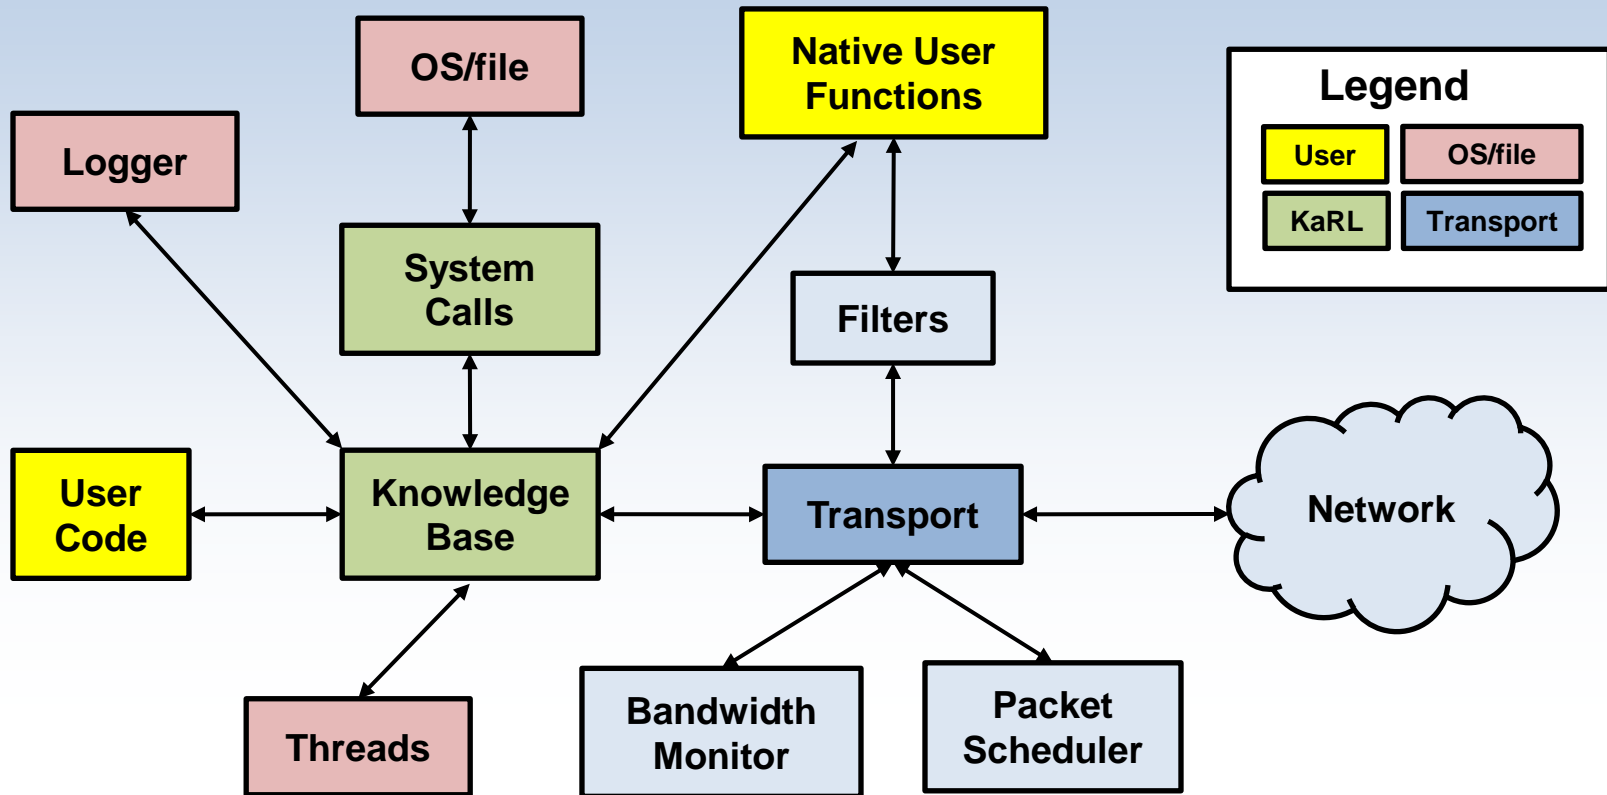 OS/file
Native User
Functions
Legend
User
OS/file
KaRL
Transport
Logger
System
Calls
Filters
User
Code
Knowledge
Base
Transport
Network
Threads
Bandwidth
Monitor
Packet
Scheduler